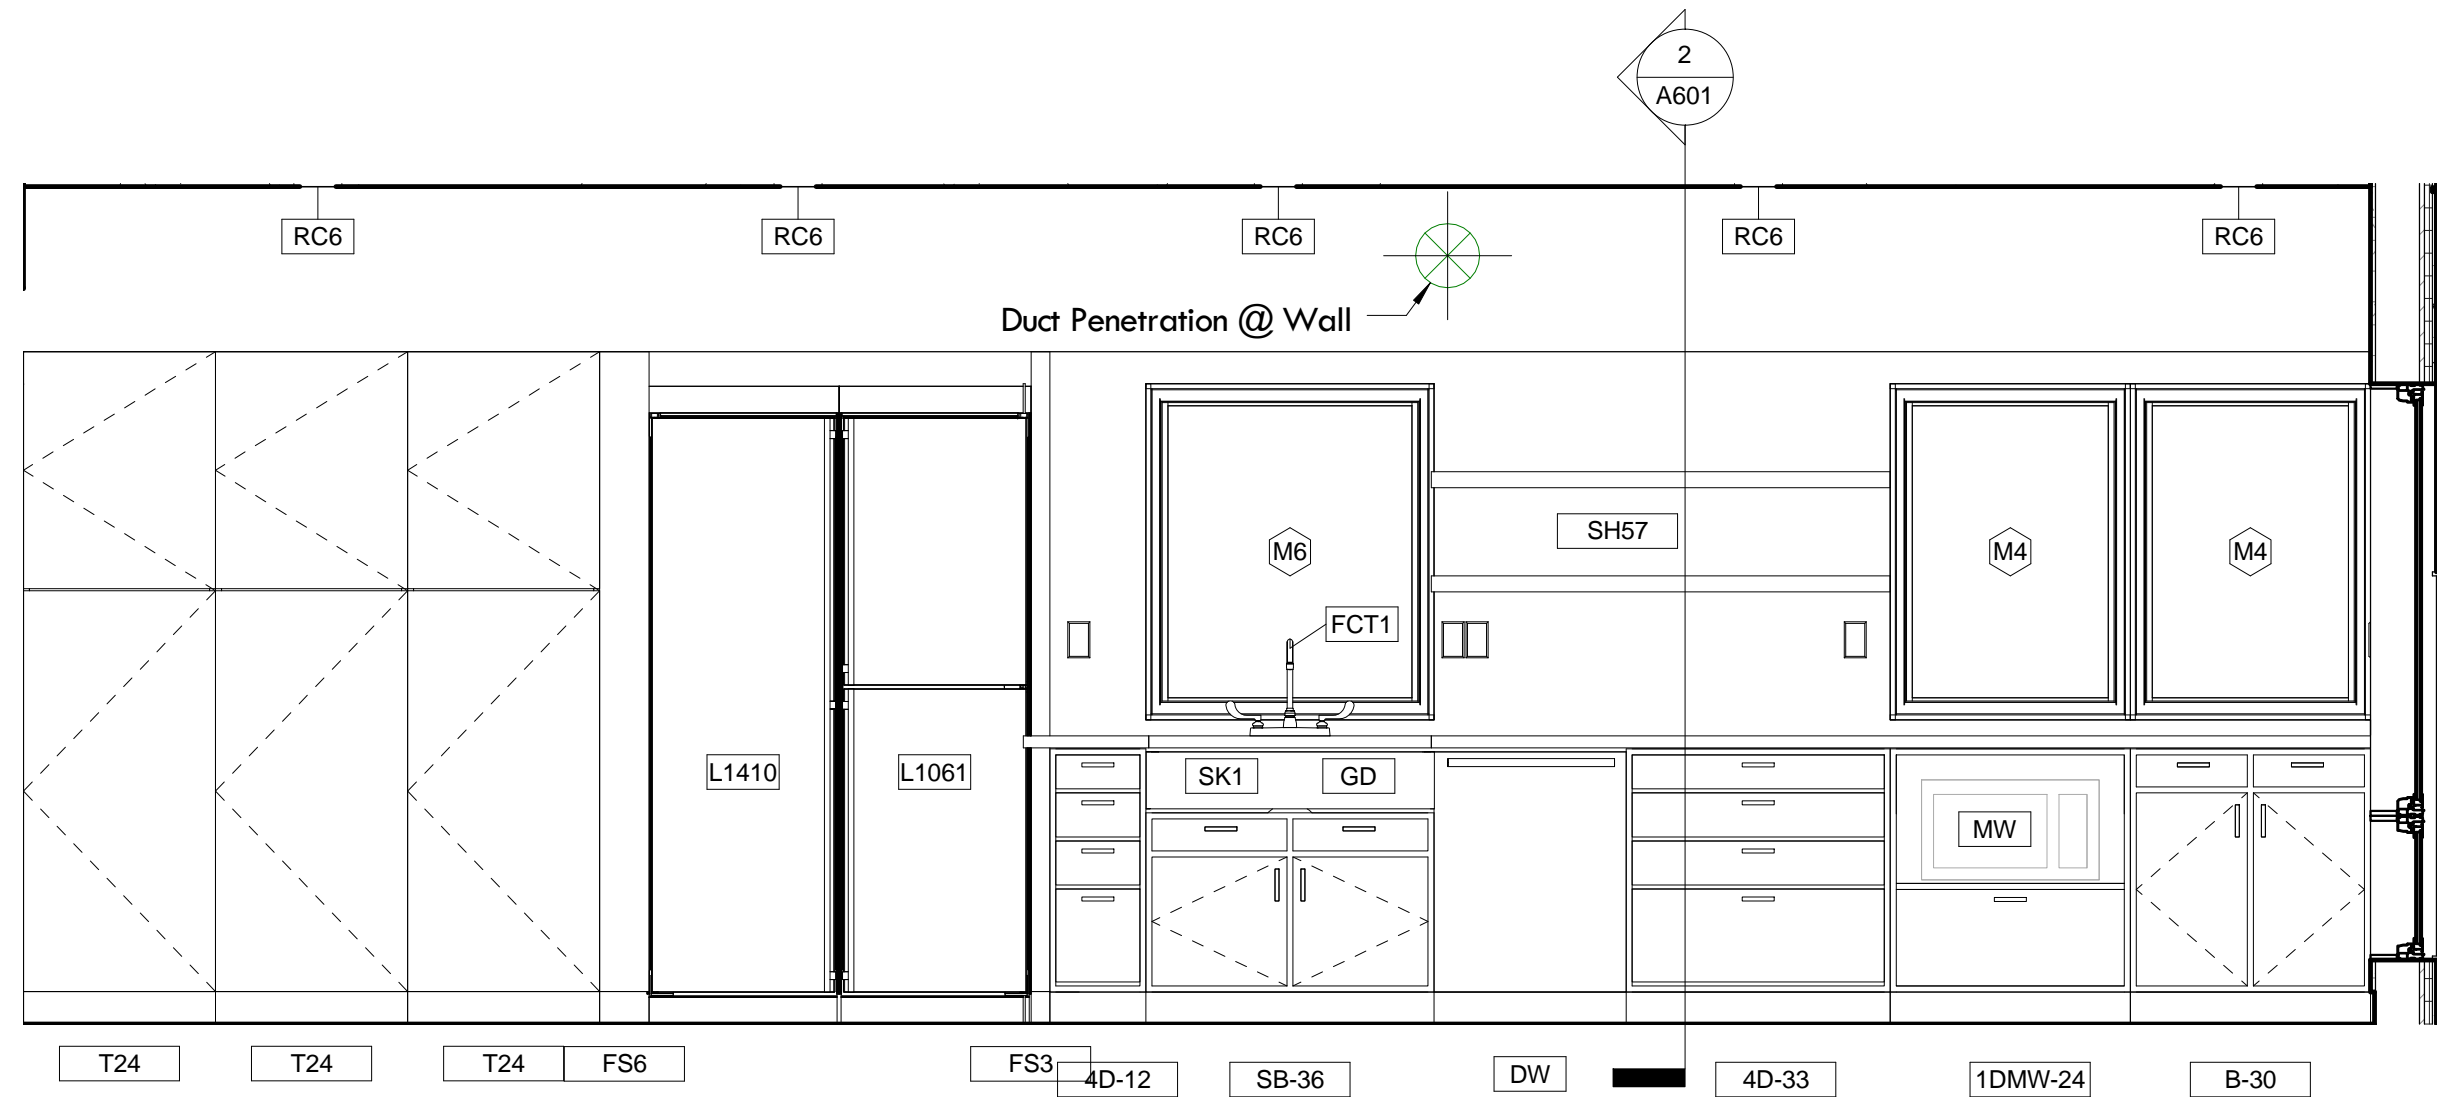 2
A601
RC6
RC6
RC6
RC6
RC6
Duct Penetration @ Wall
SH57
M6
M4
M4
FCT1
L1410
L1061
SK1
GD
MW
T24
T24
T24
FS6
FS3
4D-12
SB-36
DW
4D-33
1DMW-24
B-30